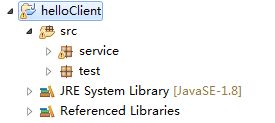 helloClient
src
service
test
JRE System Library [JavaSE-1.8]
Referenced Libraries